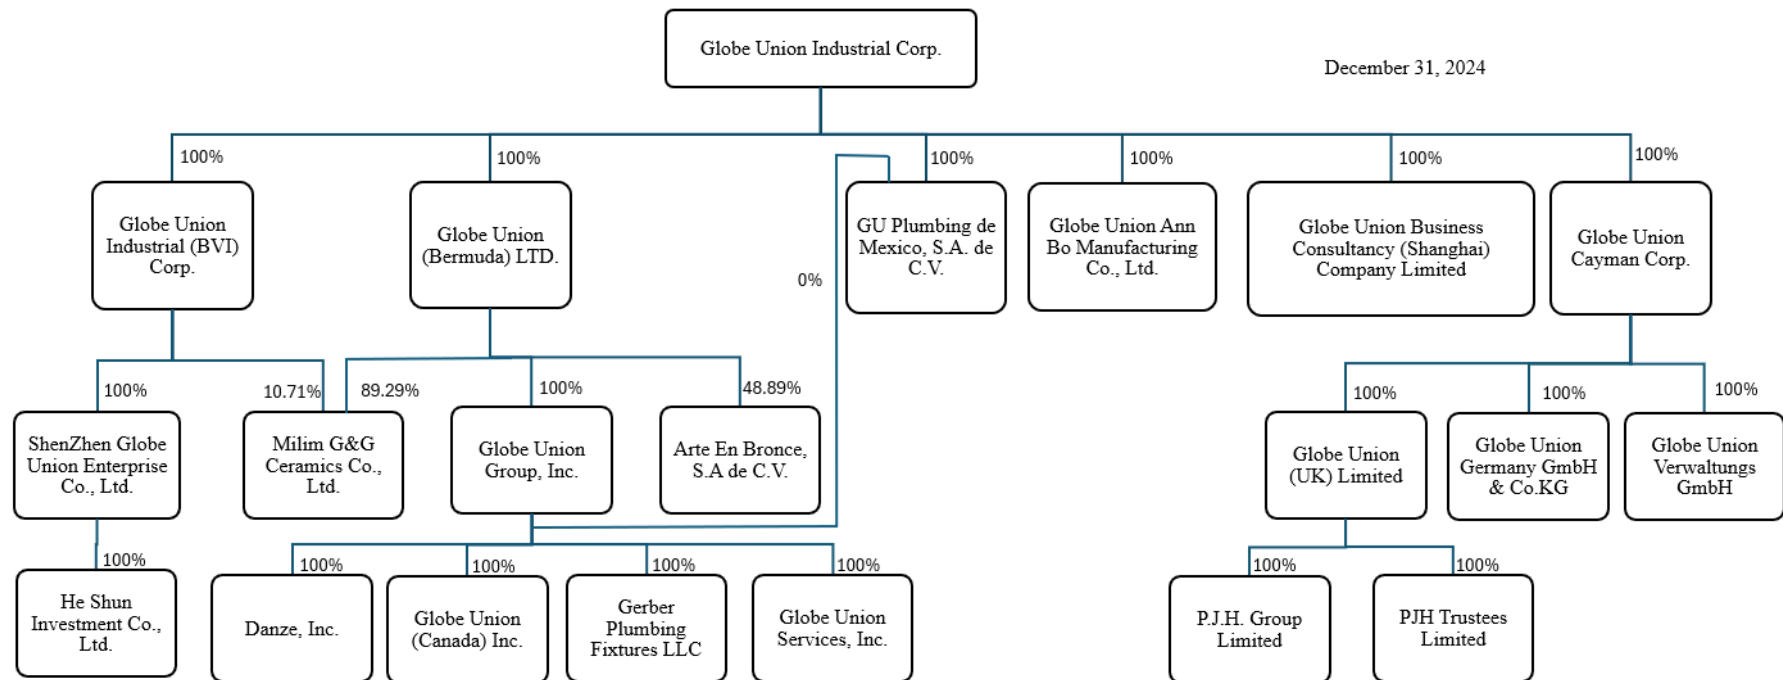 Globe Union Industrial Corp.
December 31, 2024
100%
100%
100%
100%
100%
100%
Globe Union
Industrial (BVI)
Corp.
Globe Union
(Bermuda) LTD.
GU Plumbing de
Mexico, S.A. de
C.V.
Globe Union Ann
Bo Manufacturing
Co., Ltd.
Globe Union Business
Consultancy (Shanghai)
Company Limited
Globe Union
Cayman Corp.
0%
100%
10.71%
89.29%
100%
48.89%
100%
100%
100%
ShenZhen Globe
Union Enterprise
Co., Ltd.
Milim G&G
Ceramics Co.,
Ltd.
Globe Union
Group, Inc.
Arte En Bronce,
S.A de C.V.
Globe Union
(UK) Limited
Globe Union
Germany GmbH
& Co.KG
Globe Union
Verwaltungs
GmbH
100%
100%
100%
100%
100%
100%
100%
He Shun
Investment Co.,
Ltd.
Danze, Inc.
Globe Union
(Canada) Inc.
Gerber
Plumbing
Fixtures LLC
Globe Union
Services, Inc.
P.J.H. Group
Limited
PJH Trustees
Limited